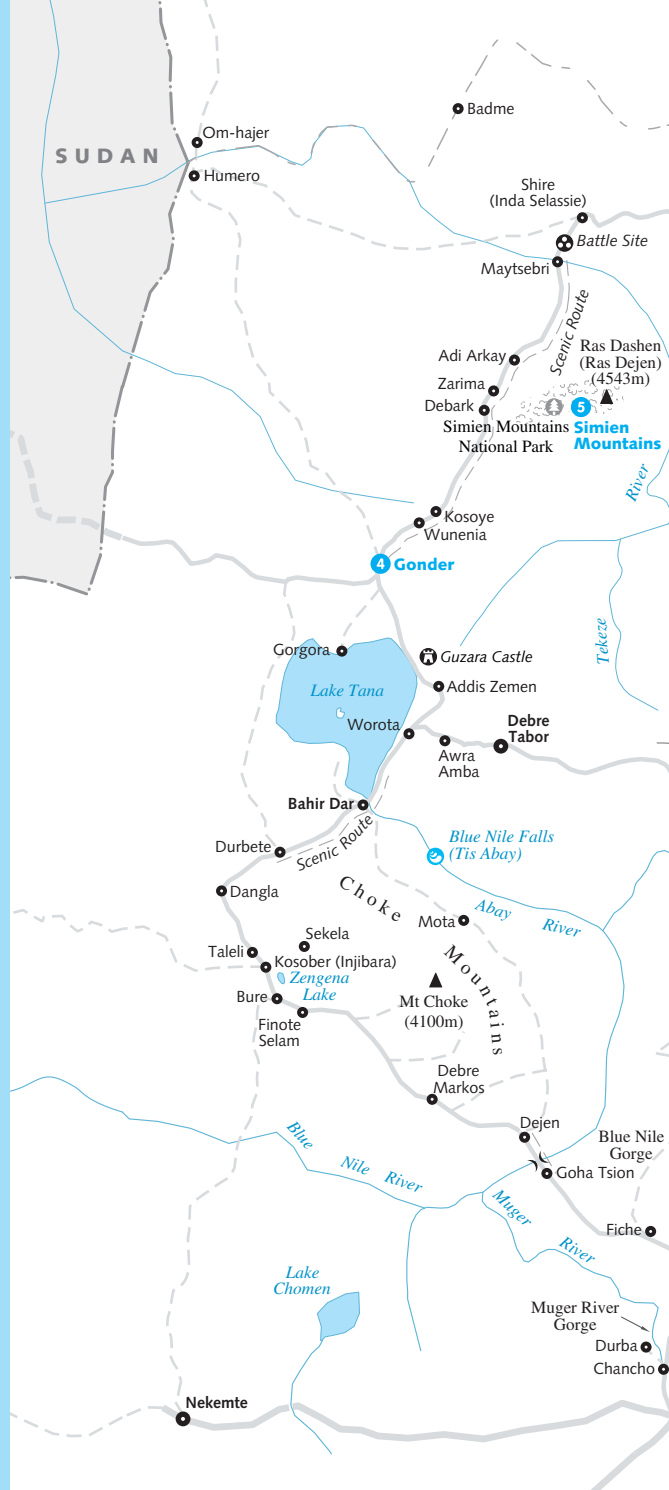 Badme
Om-hajer
SUDAN
Humero
Shire
(Inda Selassie)
Battle Site
Maytsebri
Scenic Route
Adi Arkay
Ras Dashen
(Ras Dejen)
(4543m)
Zarima
Debark
5
Simien Mountains
National Park
Simien
Mountains
River
Kosoye
Wunenia
4 Gonder
Tekeze
Gorgora
Guzara Castle
Lake Tana
Addis Zemen
Worota
Debre
Tabor
Awra
Amba
Bahir Dar
Scenic Route
Blue Nile Falls
(Tis Abay)
Durbete
Dangla
Choke
Mountains
Abay River
Mota
Sekela
Taleli
Kosober (Injibara)
Zengena
Lake
Mt Choke
(4100m)
Bure
Finote
Selam
Debre
Markos
Dejen
Blue Nile
Gorge
Blue Nile River
Goha Tsion
Muger River
Fiche
Lake
Chomen
Muger River
Gorge
Durba
Chancho
Nekemte